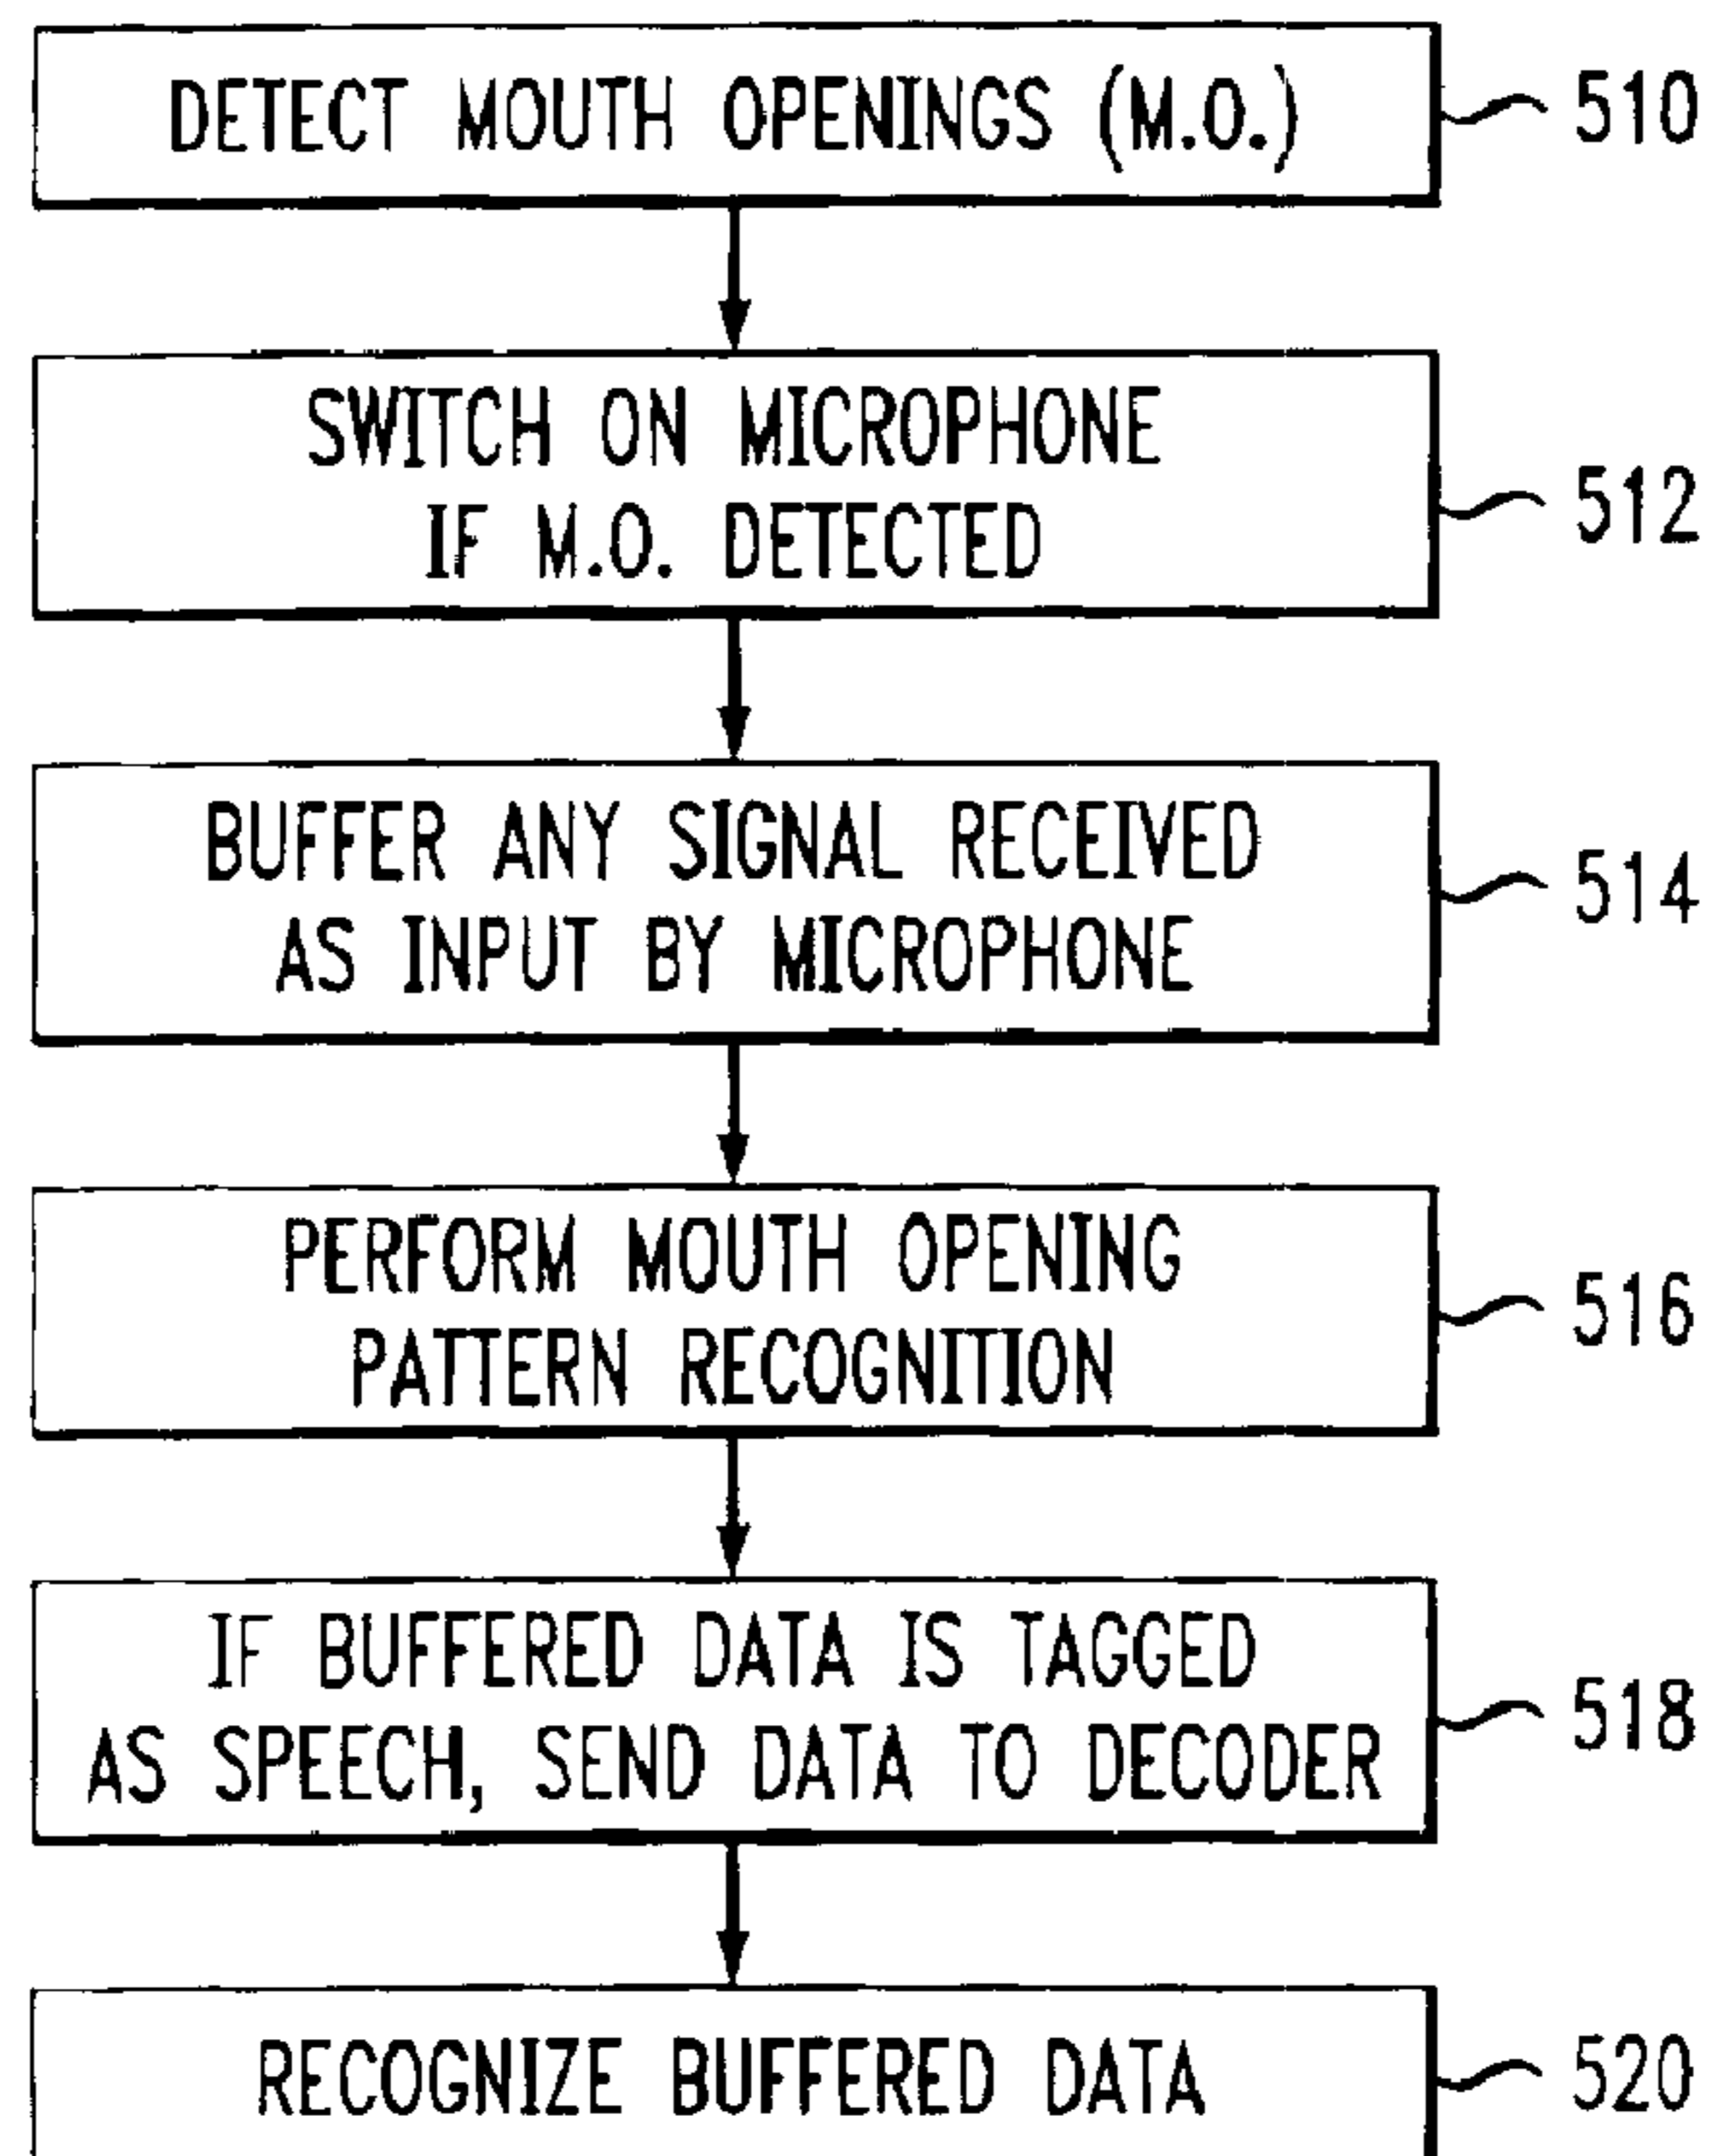 DETECT MOUTH OPENINGS (M.O.)
510
SWITCH ON MICROPHONE
IF M.O. DETECTED
512
BUFFER ANY SIGNAL RECEIVED
AS INPUT BY MICROPHONE
514
PERFORM MOUTH OPENING
PATTERN RECOGNITION
516
IF BUFFERED DATA IS TAGGED
AS SPEECH, SEND DATA TO DECODER
518
RECOGNIZE BUFFERED DATA
520